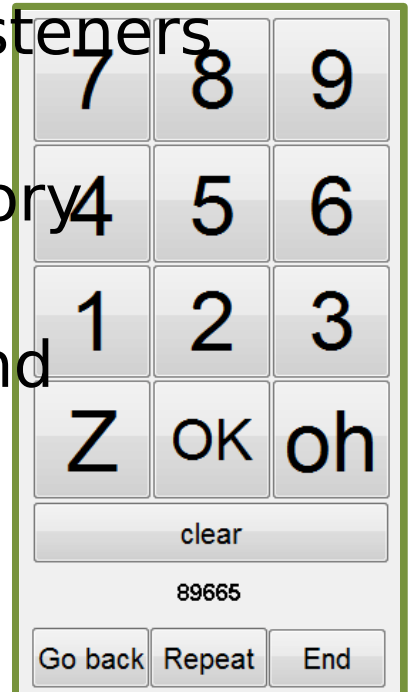 steners
7 8 9
ory
4 5 6
1 2 3
nd
Z OK oh
clear
89665
Go back Repeat End